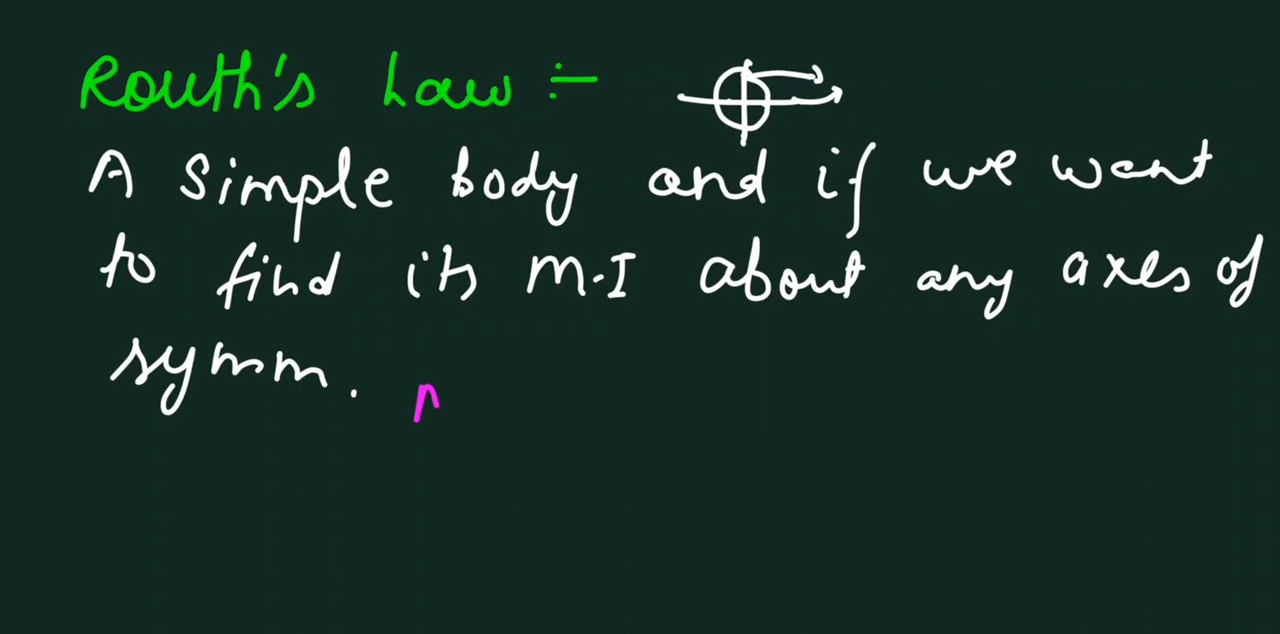 Routh's Law :-
A simple body and if we want
to find its M.I about any axes of
symm.